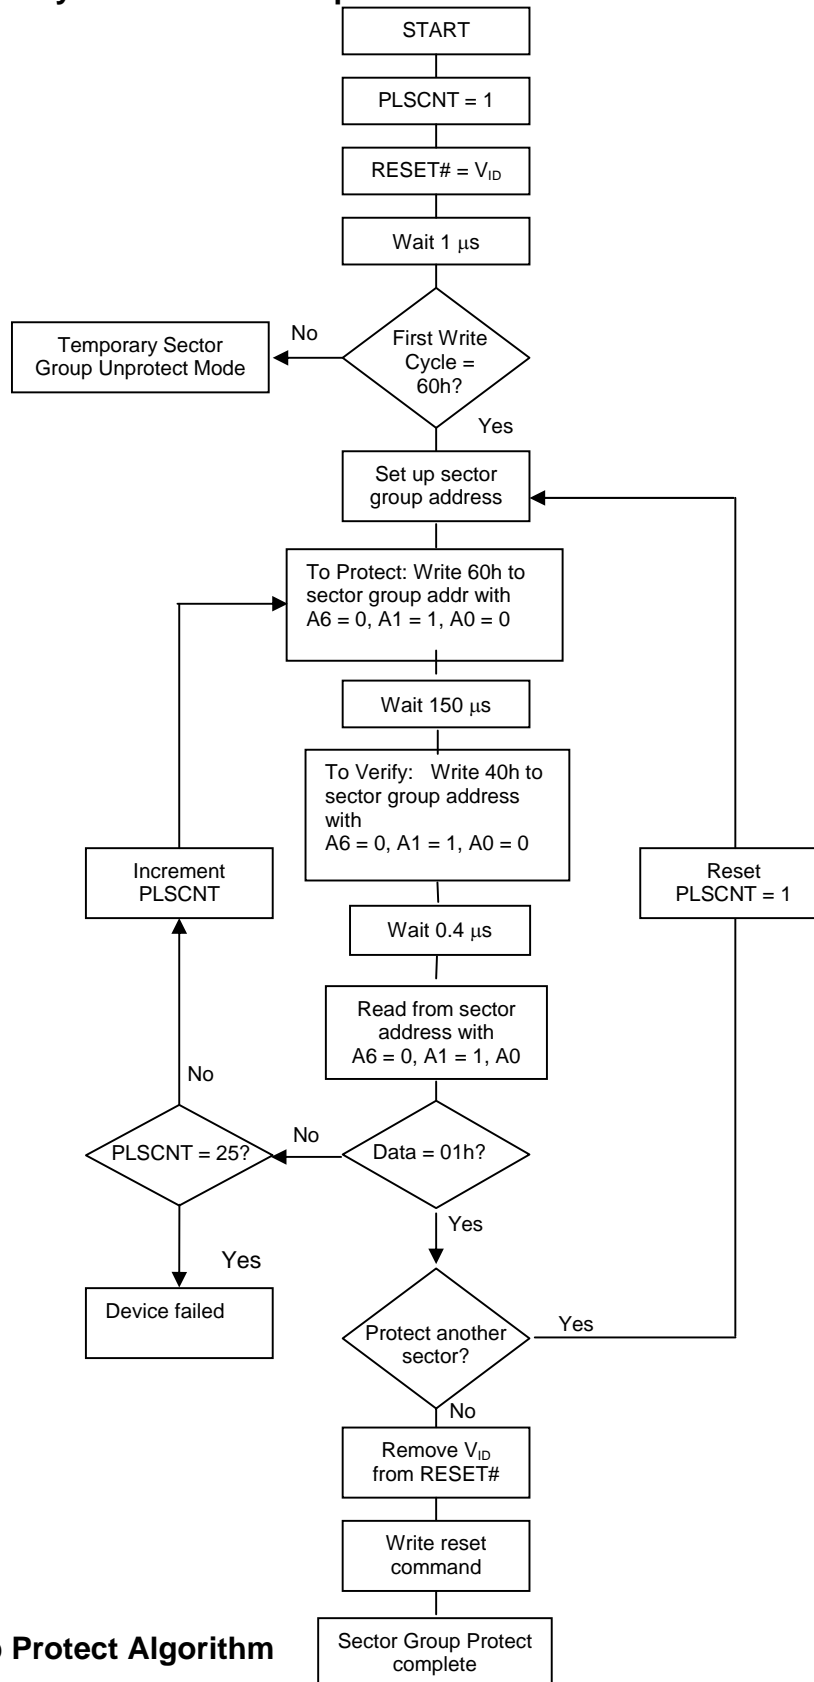 START
PLSCNT = 1
RESET# = VID
Wait 1 μs
First Write
Cycle =
60h?
No
Temporary Sector
Group Unprotect Mode
Yes
Set up sector
group address
To Protect: Write 60h to
sector group addr with
A6 = 0, A1 = 1, A0 = 0
Wait 150 μs
To Verify: Write 40h to
sector group address
with
A6 = 0, A1 = 1, A0 = 0
Increment
PLSCNT
Reset
PLSCNT = 1
Wait 0.4 μs
Read from sector
address with
A6 = 0, A1 = 1, A0
No
PLSCNT = 25?
No
Data = 01h?
Yes
Yes
Device failed
Protect another
sector?
Yes
No
Remove VID
from RESET#
Write reset
command
Protect Algorithm
Sector Group Protect
complete